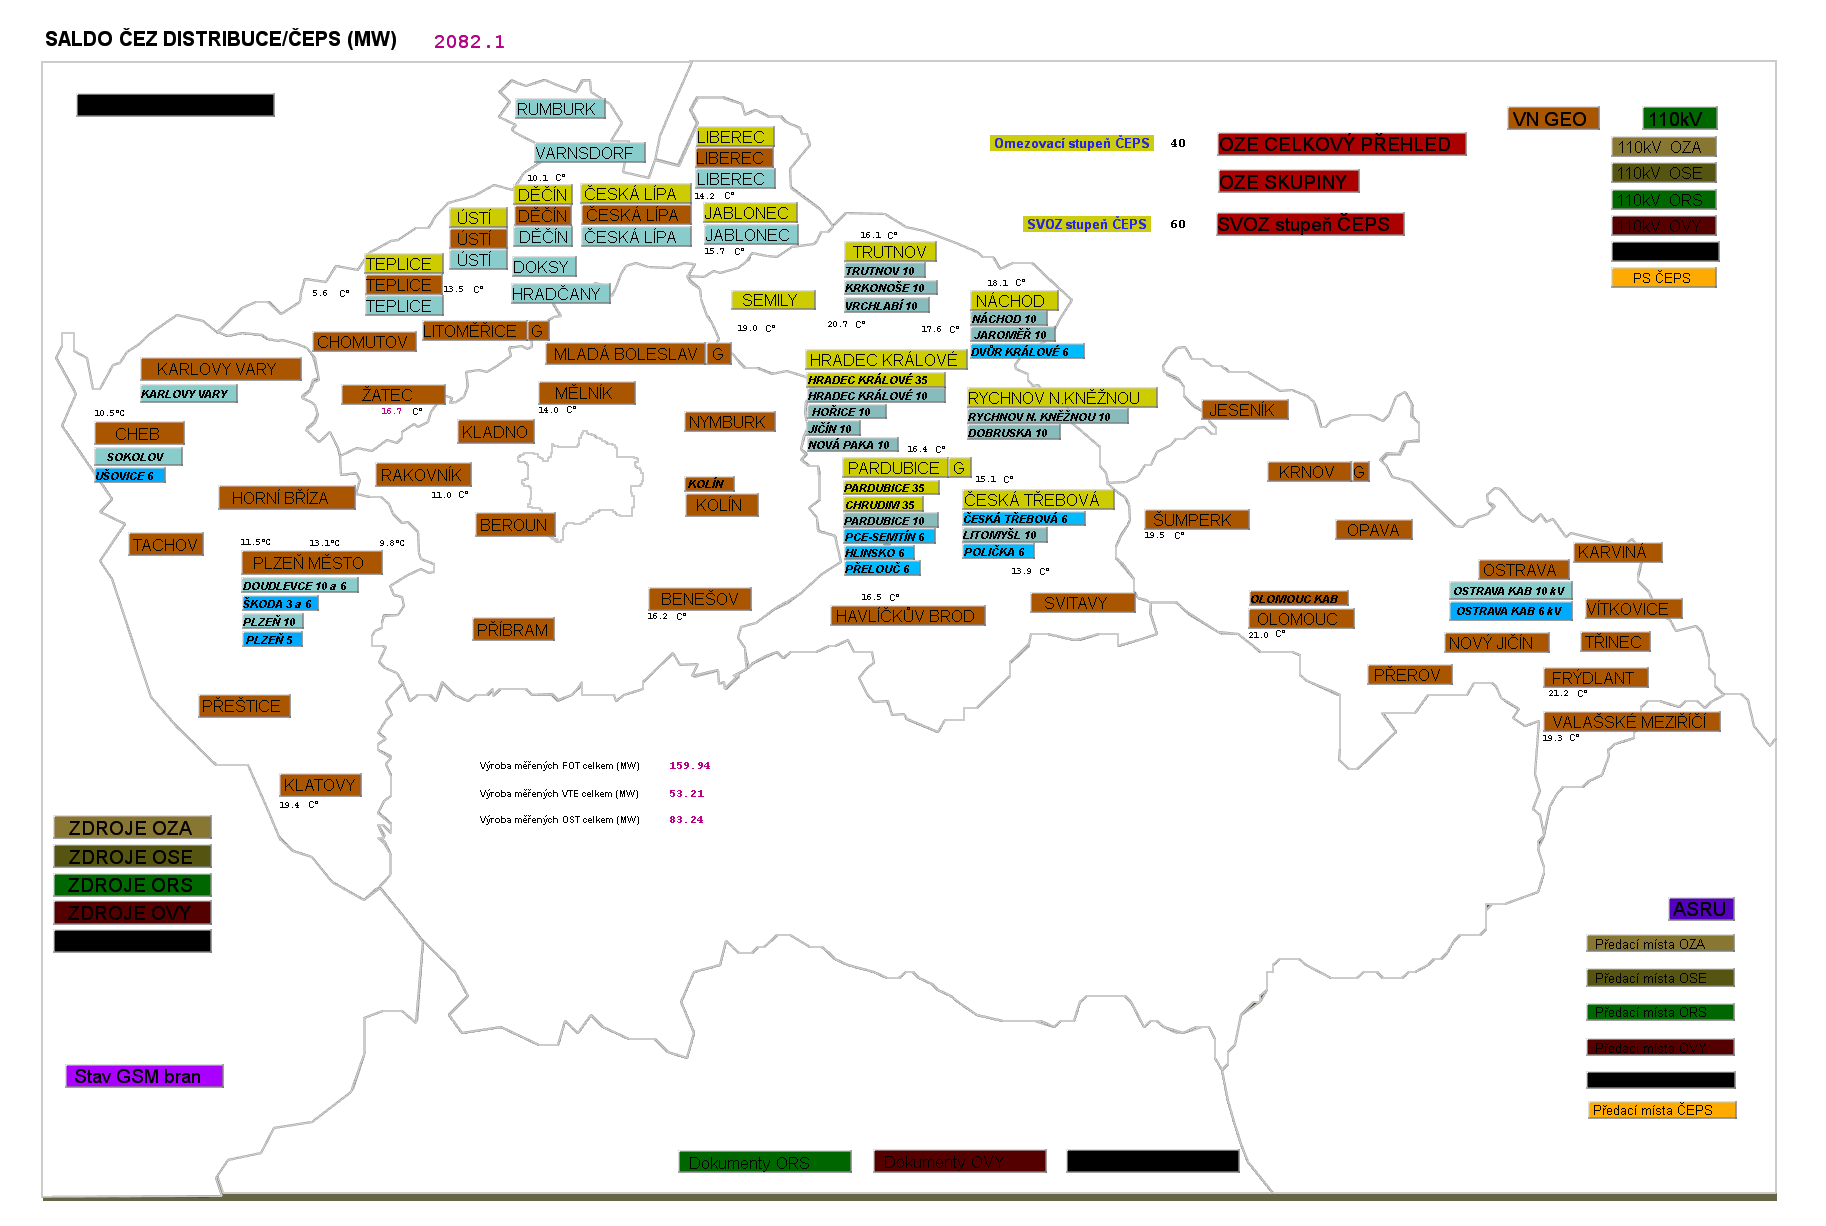 SALDO ČEZ DISTRIBUCE/ČEPS (MW) 2082.1
RUMBURK
VARNSDORF
10.1 C°
LIBEREC
LIBEREC
LIBEREC
14.2 C°
DĚČÍN
DĚČÍN
DĚČÍN
ČESKÁ LÍPA
ČESKÁ LÍPA
ČESKÁ LÍPA
JABLONEC
JABLONEC
15.7 C°
ÚSTÍ
ÚSTÍ
ÚSTÍ
DOKSY
HRADČANY
TEPLICE
TEPLICE
TEPLICE
5.6 C°
13.5 C°
Omezovací stupeň ČEPS 40
OZE CELKOVÝ PŘEHLED
OZE SKUPINY
SVOZ stupeň ČEPS 60
SVOZ stupeň ČEPS
VN GEO
110kV
110kV OZA
110kV OSE
110kV ORS
110kV OVY
PS ČEPS
16.1 C°
TRUTNOV
TRUTNOV 10
KRKONOŠE 10
VRCHLABÍ 10
SEMILY
19.0 C°
20.7 C°
17.6 C°
18.1 C°
NÁCHOD
NÁCHOD 10
JAROMĚŘ 10
DVŮR KRÁLOVÉ 6
CHOMUTOV
LITOMĚŘICE G
MLADÁ BOLESLAV G
KARLOVY VARY
KARLOVY VARY
ŽATEC
16.7 C°
MĚLNÍK
14.0 C°
HRADEC KRÁLOVÉ
HRADEC KRÁLOVÉ 35
HRADEC KRÁLOVÉ 10
HOŘICE 10
JIČÍN 10
NOVÁ PAKA 10
16.4 C°
RYCHNOV N.KNĚŽNOU
RYCHNOV N. KNĚŽNOU 10
DOBRUSKA 10
JESENÍK
10.5°C
CHEB
SOKOLOV
UŠOVICE 6
KLADNO
NYMBURK
RAKOVNÍK
11.0 C°
KOLÍN
KOLÍN
HORNÍ BŘÍZA
BEROUN
PARDUBICE G
PARDUBICE 35
CHRUDIM 35
PARDUBICE 10
PCE-SEMTÍN 6
HLINSKO 6
PŘELOUČ 6
15.1 C°
ČESKÁ TŘEBOVÁ
ČESKÁ TŘEBOVÁ 6
LITOMYŠL 10
POLIČKA 6
13.9 C°
KRNOV G
ŠUMPERK
19.5 C°
OPAVA
TACHOV
11.5°C
13.1°C
9.8°C
PLZEŇ MĚSTO
DOUDLEVCE 10 a 6
ŠKODA 3 a 6
PLZEŇ 10
PLZEŇ 5
KARVINÁ
OSTRAVA
OSTRAVA KAB 10 kV
OSTRAVA KAB 6 kV
VÍTKOVICE
BENEŠOV
16.2 C°
16.5 C°
HAVLÍČKŮV BROD
SVITAVY
OLOMOUC KAB
OLOMOUC
21.0 C°
PŘÍBRAM
NOVÝ JIČÍN
TŘINEC
PŘEROV
FRÝDLANT
21.2 C°
VALAŠSKÉ MEZIŘÍČÍ
19.3 C°
PŘEŠTICE
KLATOVY
19.4 C°
Výroba měřených FOT celkem (MW) 159.94
Výroba měřených VTE celkem (MW) 53.21
Výroba měřených OST celkem (MW) 83.24
ZDROJE OZA
ZDROJE OSE
ZDROJE ORS
ZDROJE OVY
ASRU
Předací místa OZA
Předací místa OSE
Předací místa ORS
Předací místa OVY
Předací místa ČEPS
Stav GSM bran
Dokumenty ORS
Dokumenty OVY